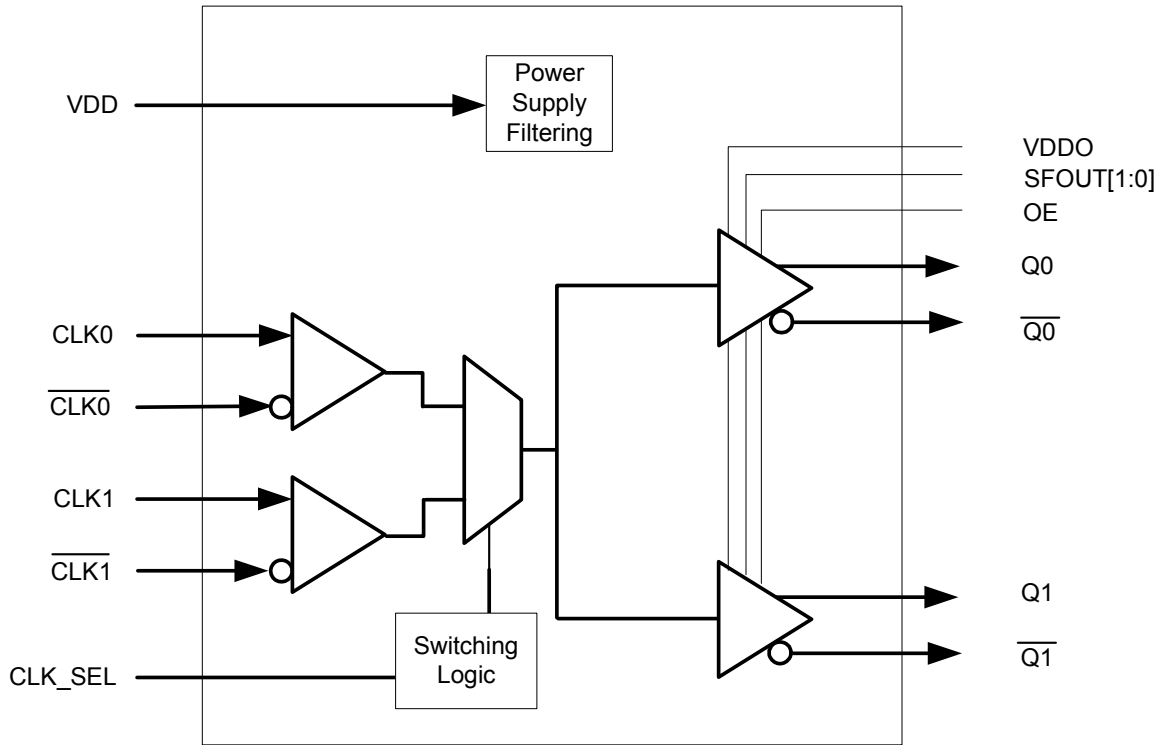 VDD
Power
Supply
Filtering
VDDO
SFOUT[1:0]
OE
Q0
Q0
CLK0
CLK0
CLK1
CLK1
CLK_SEL
Switching
Logic
Q1
Q1